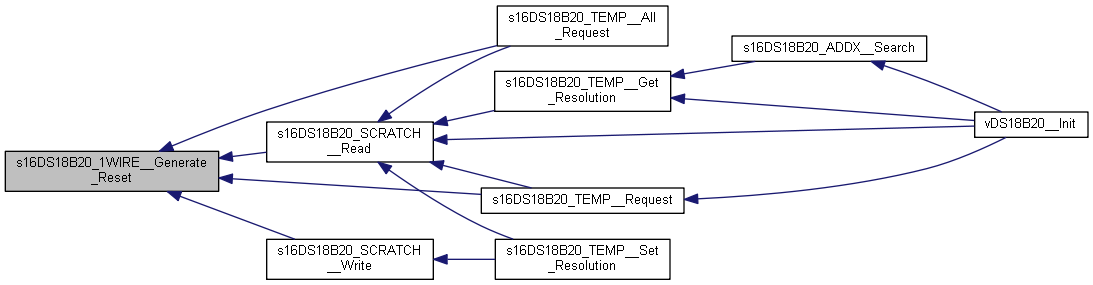 s16DS18B20_1WIRE__Generate
_Reset
s16DS18B20_TEMP__All
_Request
s16DS18B20_SCRATCH
__Read
s16DS18B20_TEMP__Get
_Resolution
s16DS18B20_ADDX__Search
vDS18B20__Init
s16DS18B20_TEMP__Request
s16DS18B20_TEMP__Set
_Resolution
s16DS18B20_SCRATCH
__Write